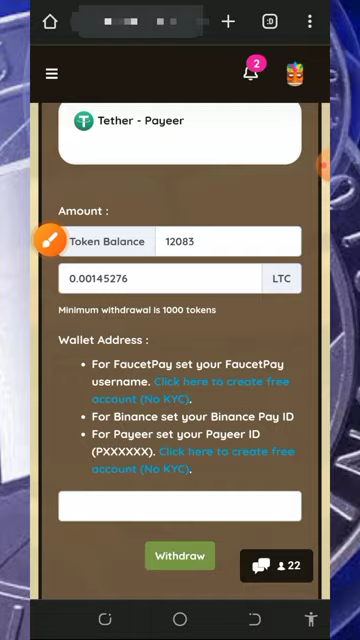 :0
2
Tether - Payeer
Amount :
Token Balance 12083
0.00145276 LTC
Minimum withdrawal is 1000 tokens
Wallet Address :
For FaucetPay set your FaucetPay
username. Click here to create free
account (No KYC).
For Binance set your Binance Pay ID
For Payeer set your Payeer ID
(PXXXXXX). Click here to create free
account (No KYC).
Withdraw
22